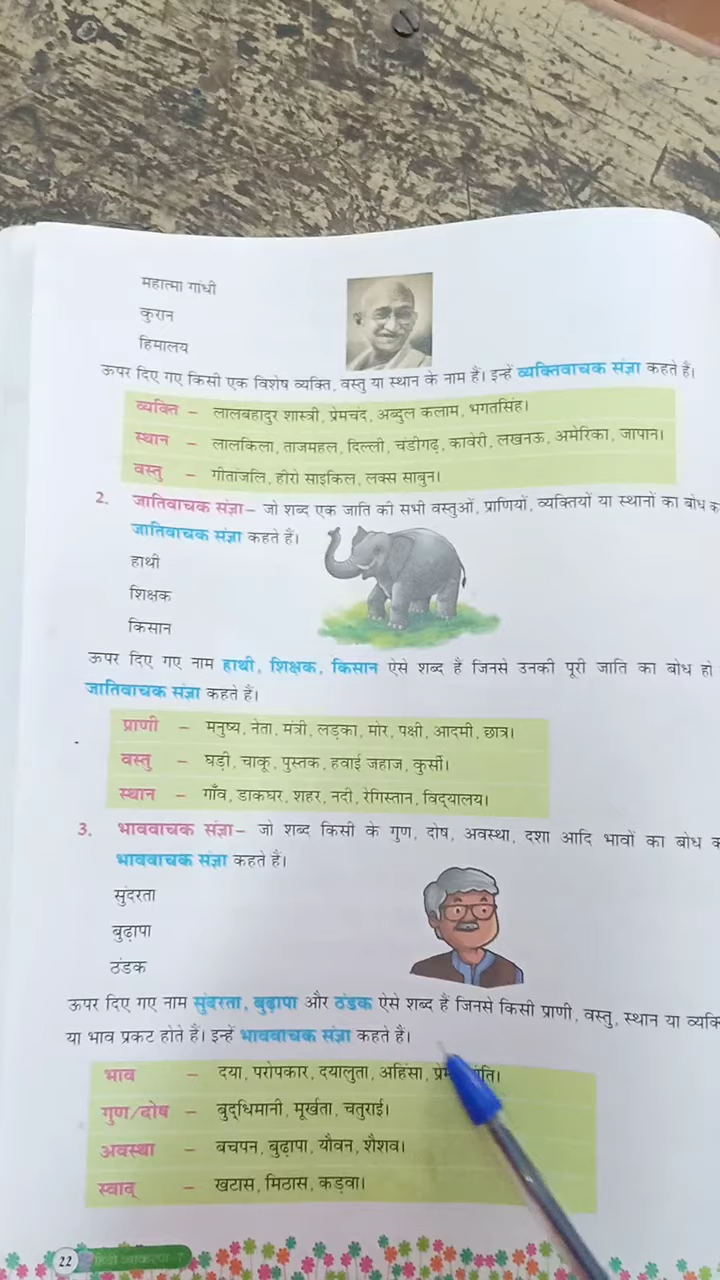 महात्मा गांधी
कुरान
हिमालय
ऊपर दिए गए किसी एक विशेष व्यक्ति, वस्तु या स्थान के नाम हैं। इन्हें व्यक्तिवाचक संज्ञा कहते हैं।
व्यक्ति – लालबहादुर शास्त्री, प्रेमचंद, अब्दुल कलाम, भगतसिंह।
स्थान – लालकिला, ताजमहल, दिल्ली, चंडीगढ़, कावेरी, लखनऊ, अमेरिका, जापान।
वस्तु – गीतांजलि, हीरो साइकिल, लक्स साबुन।
2. जातिवाचक संज्ञा– जो शब्द एक जाति की सभी वस्तुओं, प्राणियों, व्यक्तियों या स्थानों का बोध
जातिवाचक संज्ञा कहते हैं।
हाथी
शिक्षक
किसान
ऊपर दिए गए नाम हाथी, शिक्षक, किसान ऐसे शब्द हैं जिनसे उनकी पूरी जाति का बोध हो
जातिवाचक संज्ञा कहते हैं।
प्राणी – मनुष्य, नेता, मंत्री, लड़का, मोर, पक्षी, आदमी, छात्र।
वस्तु – घड़ी, चाकू, पुस्तक, हवाई जहाज, कुर्सी।
स्थान – गाँव, डाकघर, शहर, नदी, रेगिस्तान, विद्यालय।
3. भाववाचक संज्ञा– जो शब्द किसी के गुण, दोष, अवस्था, दशा आदि भावों का बोध
भाववाचक संज्ञा कहते हैं।
सुंदरता
बुढ़ापा
ठंडक
ऊपर दिए गए नाम सुंदरता, बुढ़ापा और ठंडक ऐसे शब्द हैं जिनसे किसी प्राणी, वस्तु, स्थान या
या भाव प्रकट होते हैं। इन्हें भाववाचक संज्ञा कहते हैं।
भाव – दया, परोपकार, दयालुता, अहिंसा,
गुण/दोष – बुद्धिमानी, मूर्खता, चतुराई।
अवस्था – बचपन, बुढ़ापा, यौवन, शैशव।
स्वाद् – खटास, मिठास, कड़वा।
22